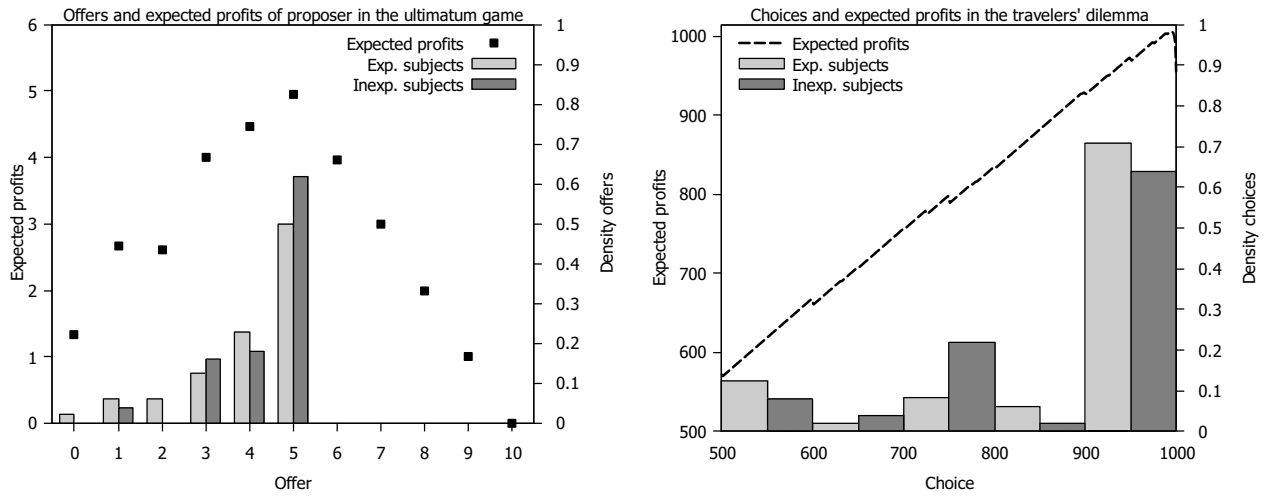 Offers and expected profits of proposer in the ultimatum game
6
5
4
3
2
1
0
Expected profits
Expected profits
Exp. subjects
Inexp. subjects
1
0.9
0.8
0.7
0.6
0.5
0.4
0.3
0.2
0.1
0
Density offers
0 1 2 3 4 5 6 7 8 9 10
Offer
Choices and expected profits in the travelers' dilemma
1000
900
800
700
600
500
Expected profits
Expected profits
Exp. subjects
Inexp. subjects
1
0.9
0.8
0.7
0.6
0.5
0.4
0.3
0.2
0.1
0
Density choices
500 600 700 800 900 1000
Choice